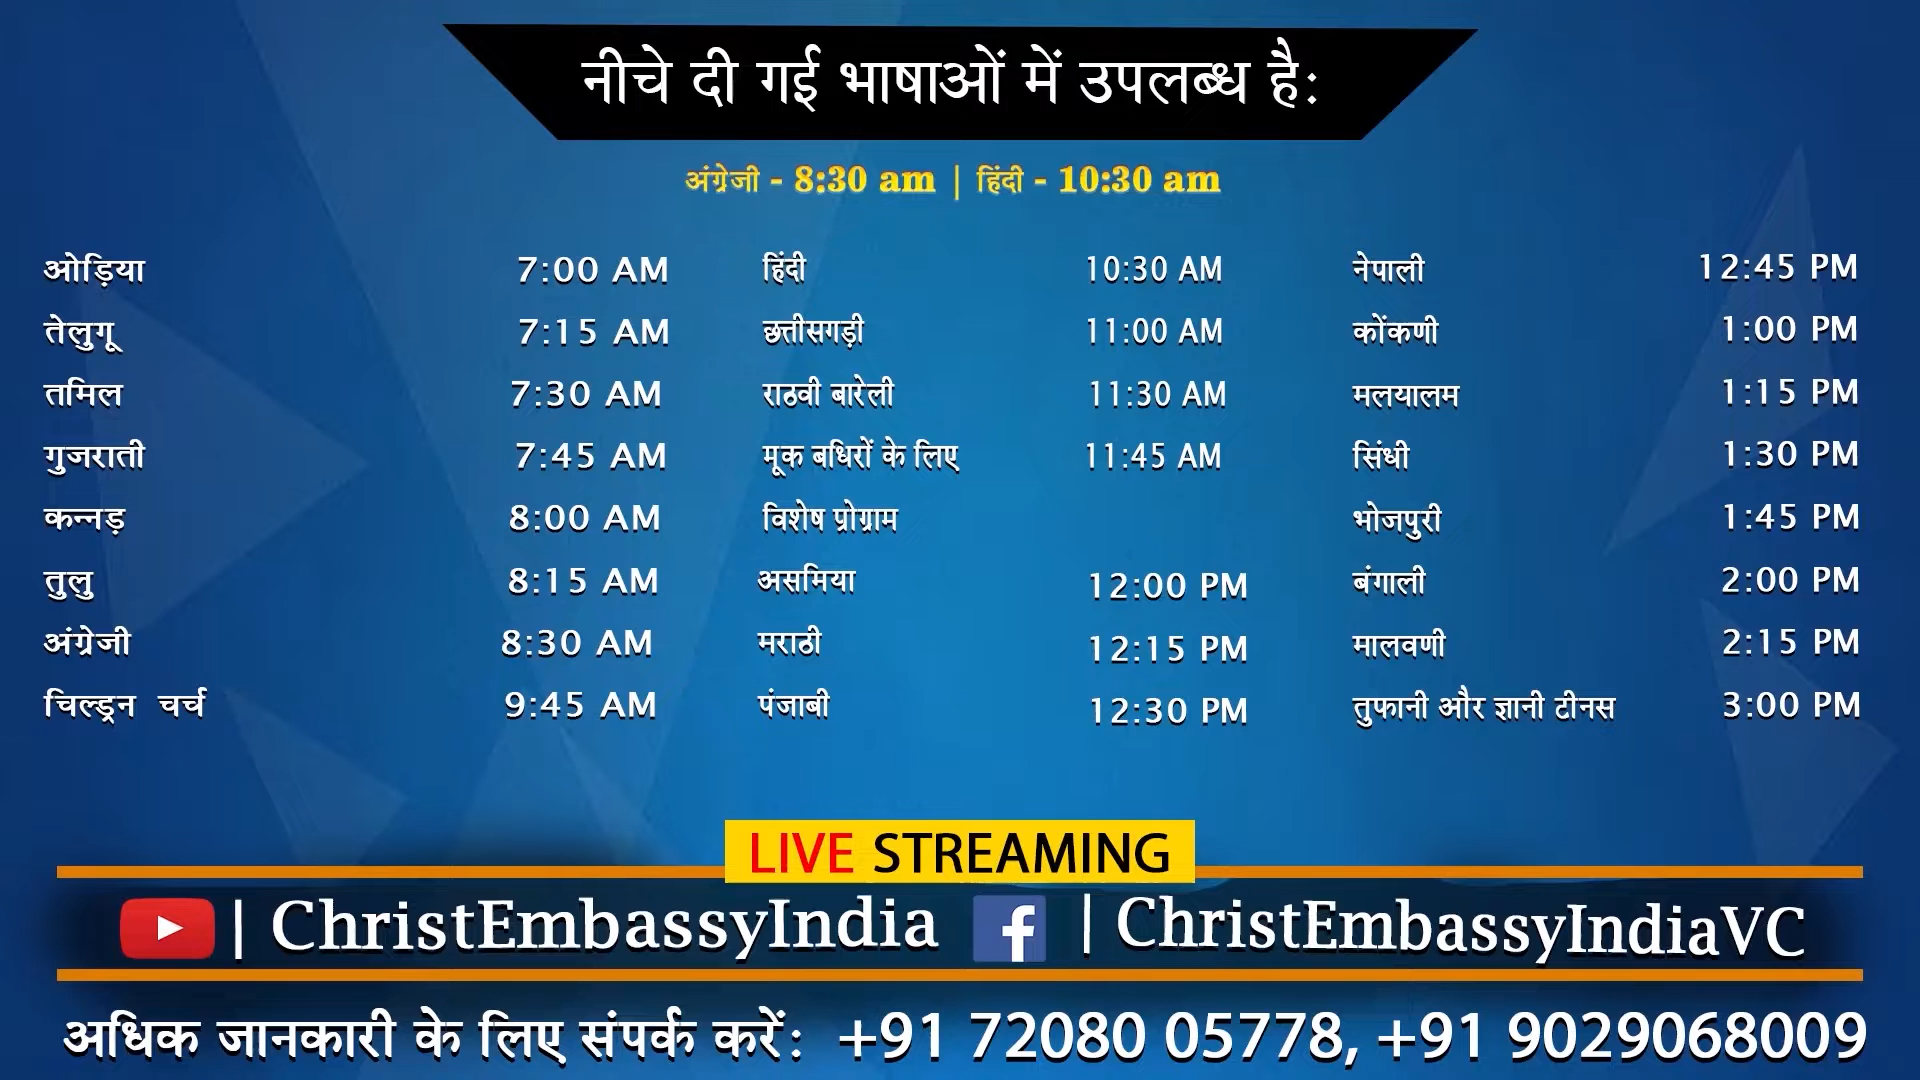 नीचे दी गई भाषाओं में उपलब्ध है:
अंग्रेजी - 8:30 am | हिंदी - 10:30 am
ओड़िया 7:00 AM
तेलुगू 7:15 AM
तमिल 7:30 AM
गुजराती 7:45 AM
कन्नड़ 8:00 AM
तुलु 8:15 AM
अंग्रेजी 8:30 AM
चिल्ड्रन चर्च 9:45 AM
हिंदी 10:30 AM
छत्तीसगड़ी 11:00 AM
राठवी बारेली 11:30 AM
मूक बधिरों के लिए 11:45 AM
विशेष प्रोग्राम
असमिया 12:00 PM
मराठी 12:15 PM
पंजाबी 12:30 PM
नेपाली 12:45 PM
कोंकणी 1:00 PM
मलयालम 1:15 PM
सिंधी 1:30 PM
भोजपुरी 1:45 PM
बंगाली 2:00 PM
मालवणी 2:15 PM
तुफानी और ज्ञानी टीनस 3:00 PM
LIVE STREAMING
| ChristEmbassyIndia | ChristEmbassyIndiaVC
अधिक जानकारी के लिए संपर्क करें: +91 72080 05778, +91 9029068009